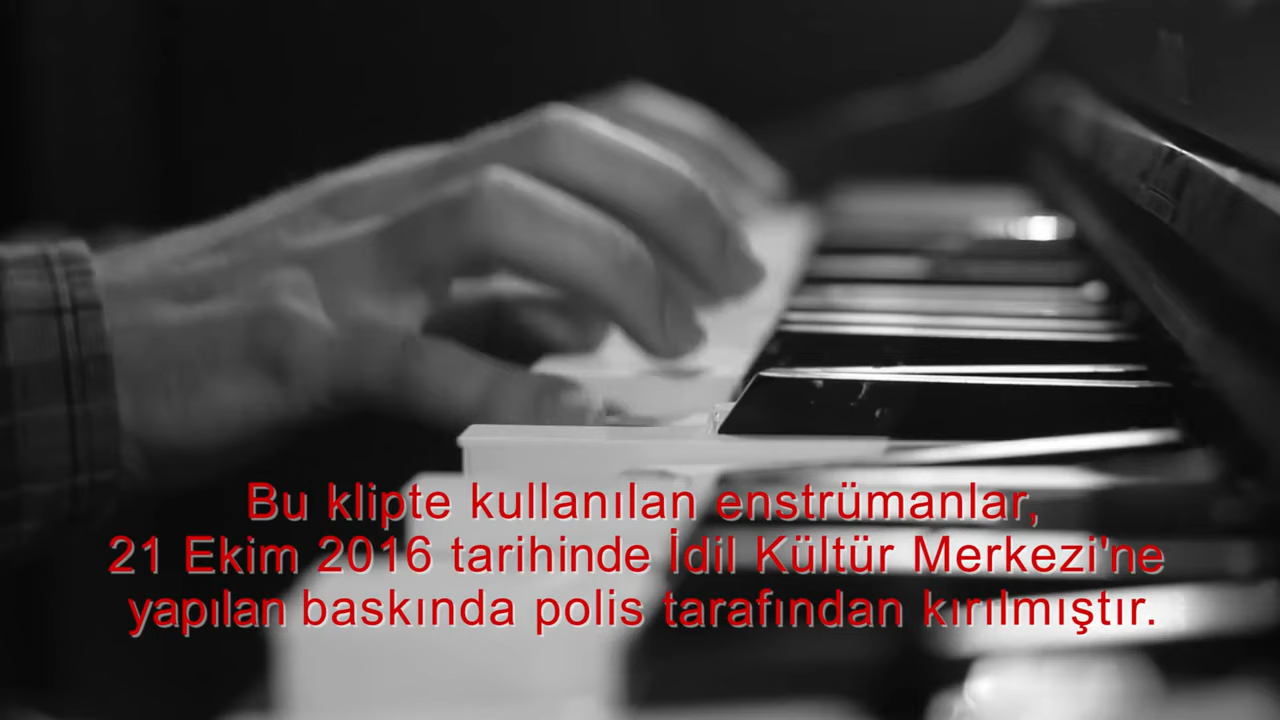 Bu klipte kullanılan enstrümanlar,
21 Ekim 2016 tarihinde İdil Kültür Merkezi'ne
yapılan baskında polis tarafından kırılmıştır.